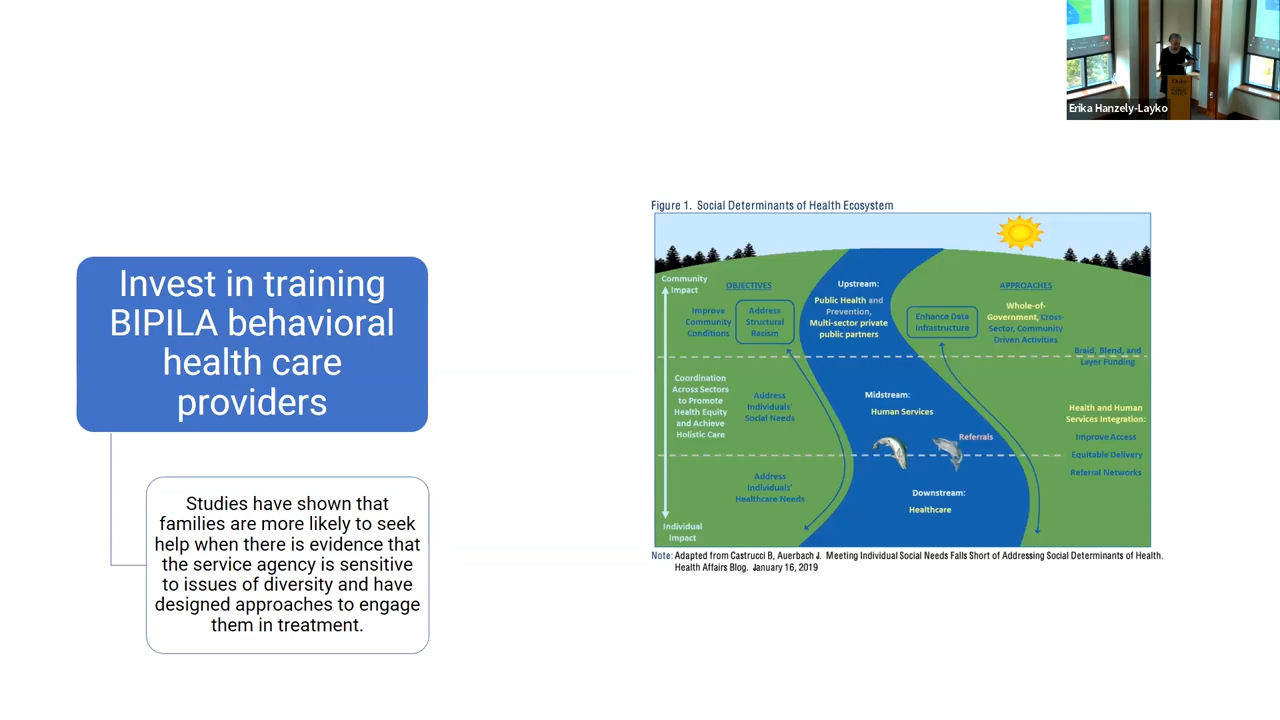 Erika Hanzely-Layko
Invest in training
BIPILA behavioral
health care
providers
Studies have shown that
families are more likely to seek
help when there is evidence that
the service agency is sensitive
to issues of diversity and have
designed approaches to engage
them in treatment.
Figure 1. Social Determinants of Health Ecosystem
Community
Impact
OBJECTIVES
Improve
Community
Conditions
Address
Structural
Racism
Upstream:
Public Health and
Prevention,
Multi-sector private
public partners
APPROACHES
Enhance Data
Infrastructure
Whole-of-
Government, Cross-
Sector, Community
Driven Activities
Braid, Blend, and
Layer Funding
Coordination
Across Sectors
to Promote
Health Equity
and Achieve
Holistic Care
Address
Individuals'
Social Needs
Midstream:
Human Services
Referrals
Health and Human
Services Integration:
Improve Access
Equitable Delivery
Referral Networks
Address
Individuals'
Healthcare Needs
Downstream:
Healthcare
Individual
Impact
Note: Adapted from Castrucci B, Auerbach J. Meeting Individual Social Needs Falls Short of Addressing Social Determinants of Health.
Health Affairs Blog. January 16, 2019